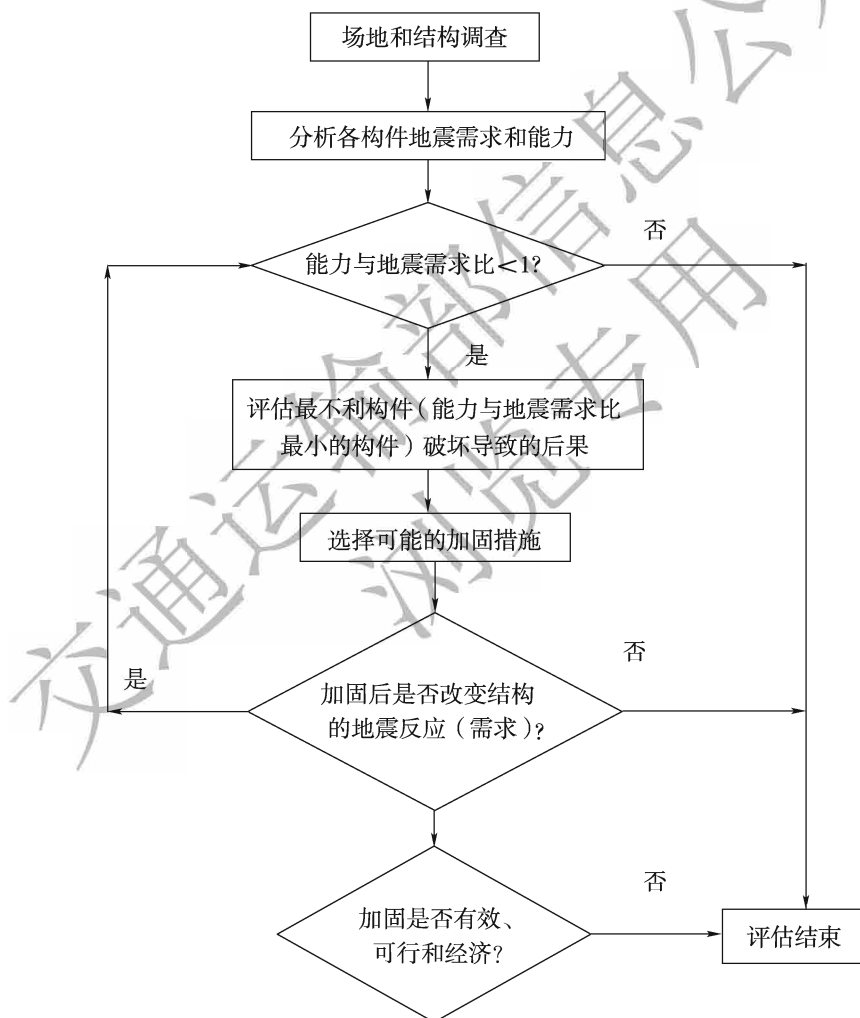 场地和结构调查
分析各构件地震需求和能力
能力与地震需求比<1?
否
是
评估最不利构件(能力与地震需求比
最小的构件)破坏导致的后果
选择可能的加固措施
是
加固后是否改变结构
的地震反应(需求)?
否
加固是否有效、
可行和经济?
否
评估结束
交通运输部信息公
浏览专用